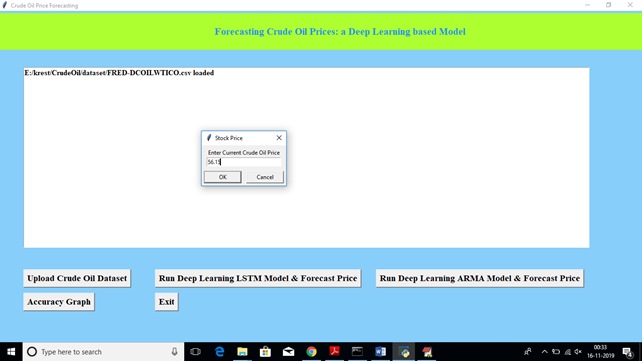 Crude Oil Price Forecasting
Forecasting Crude Oil Prices: a Deep Learning based Model
E:/krest/CrudeOil/dataset/FRED-DCOILWTICO.csv loaded
Stock Price
Enter Current Crude Oil Price
56.15
OK Cancel
Upload Crude Oil Dataset Run Deep Learning LSTM Model & Forecast Price Run Deep Learning ARMA Model & Forecast Price
Accuracy Graph Exit
Type here to search
00:33
16-11-2019